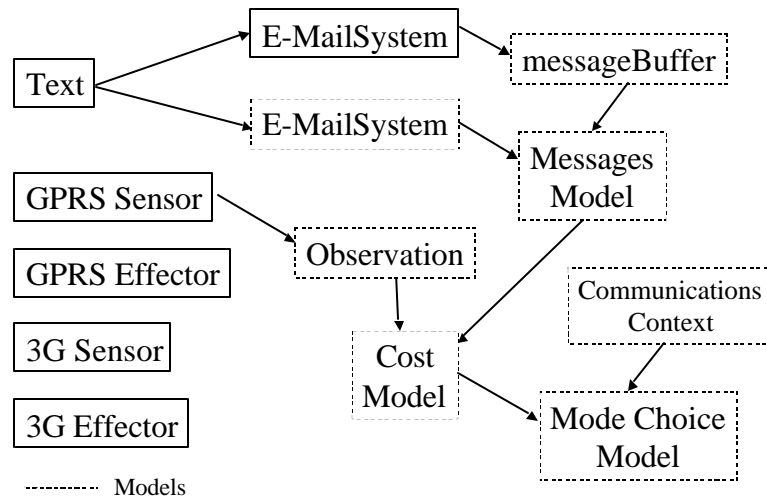 E-MailSystem
messageBuffer
Text
E-MailSystem
Messages
Model
GPRS Sensor
Observation
GPRS Effector
Communications
Context
3G Sensor
Cost
Model
3G Effector
Mode Choice
Model
Models